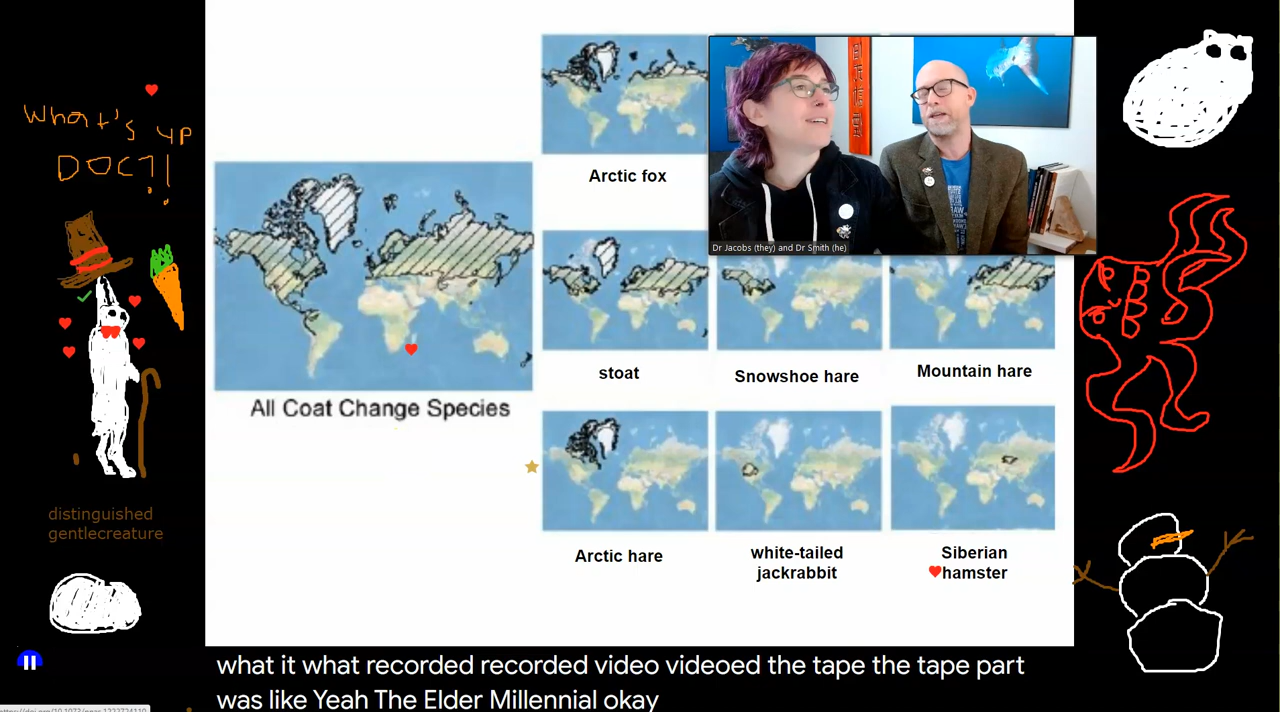 what's up
DOC?!
Arctic fox
Dr Jacobs (they) and Dr Smith (he)
stoat
Snowshoe hare
Mountain hare
All Coat Change Species
Arctic hare
white-tailed
jackrabbit
Siberian
hamster
distinguished
gentlecreature
what it what recorded recorded video videoed the tape the tape part
was like Yeah The Elder Millennial okay